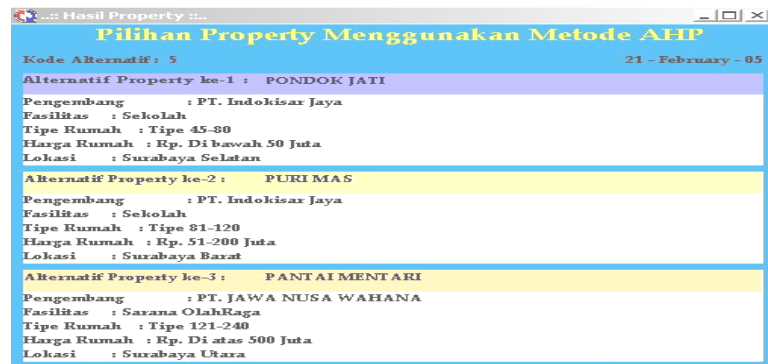 ..:: Hasil Property ::..
Pilihan Property Menggunakan Metode AHP
Kode Alternatif : 5 21 - February - 05
Alternatif Property ke-1 : PONDOK JATI
Pengembang : PT. Indokisar Jaya
Fasilitas : Sekolah
Tipe Rumah : Tipe 45-80
Harga Rumah : Rp. Di bawah 50 Juta
Lokasi : Surabaya Selatan
Alternatif Property ke-2 : PURI MAS
Pengembang : PT. Indokisar Jaya
Fasilitas : Sekolah
Tipe Rumah : Tipe 81-120
Harga Rumah : Rp. 51-200 Juta
Lokasi : Surabaya Barat
Alternatif Property ke-3 : PANTAI MENTARI
Pengembang : PT. JAWA NUSA WAHANA
Fasilitas : Sarana OlahRaga
Tipe Rumah : Tipe 121-240
Harga Rumah : Rp. Di atas 500 Juta
Lokasi : Surabaya Utara